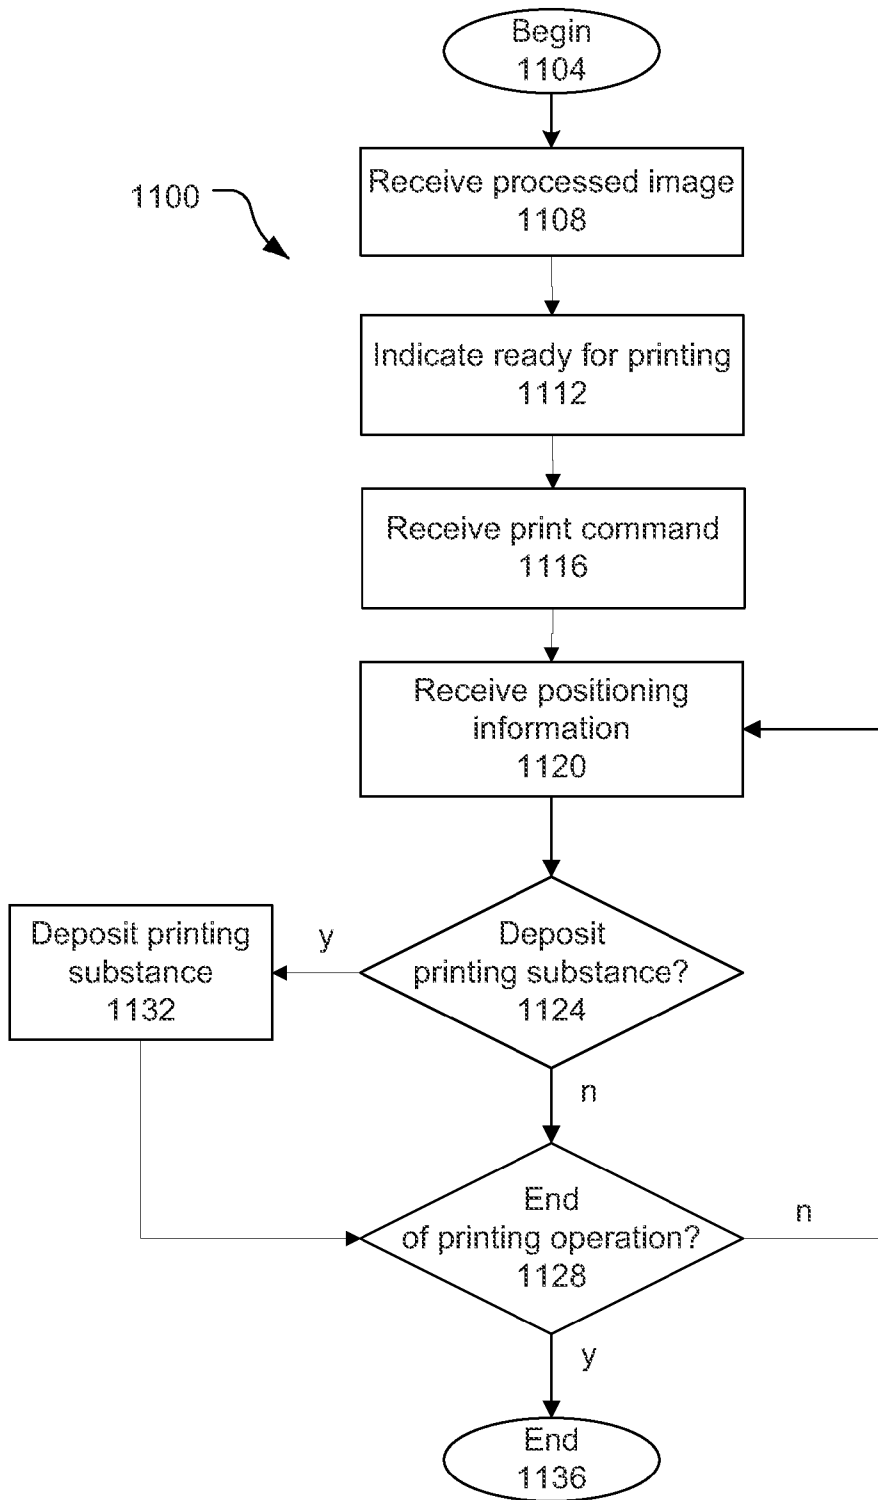 Begin
1104
1100
Receive processed image
1108
Indicate ready for printing
1112
Receive print command
1116
Receive positioning
information
1120
Deposit
printing substance?
1124
y
Deposit printing
substance
1132
n
End
of printing operation?
1128
n
y
End
1136